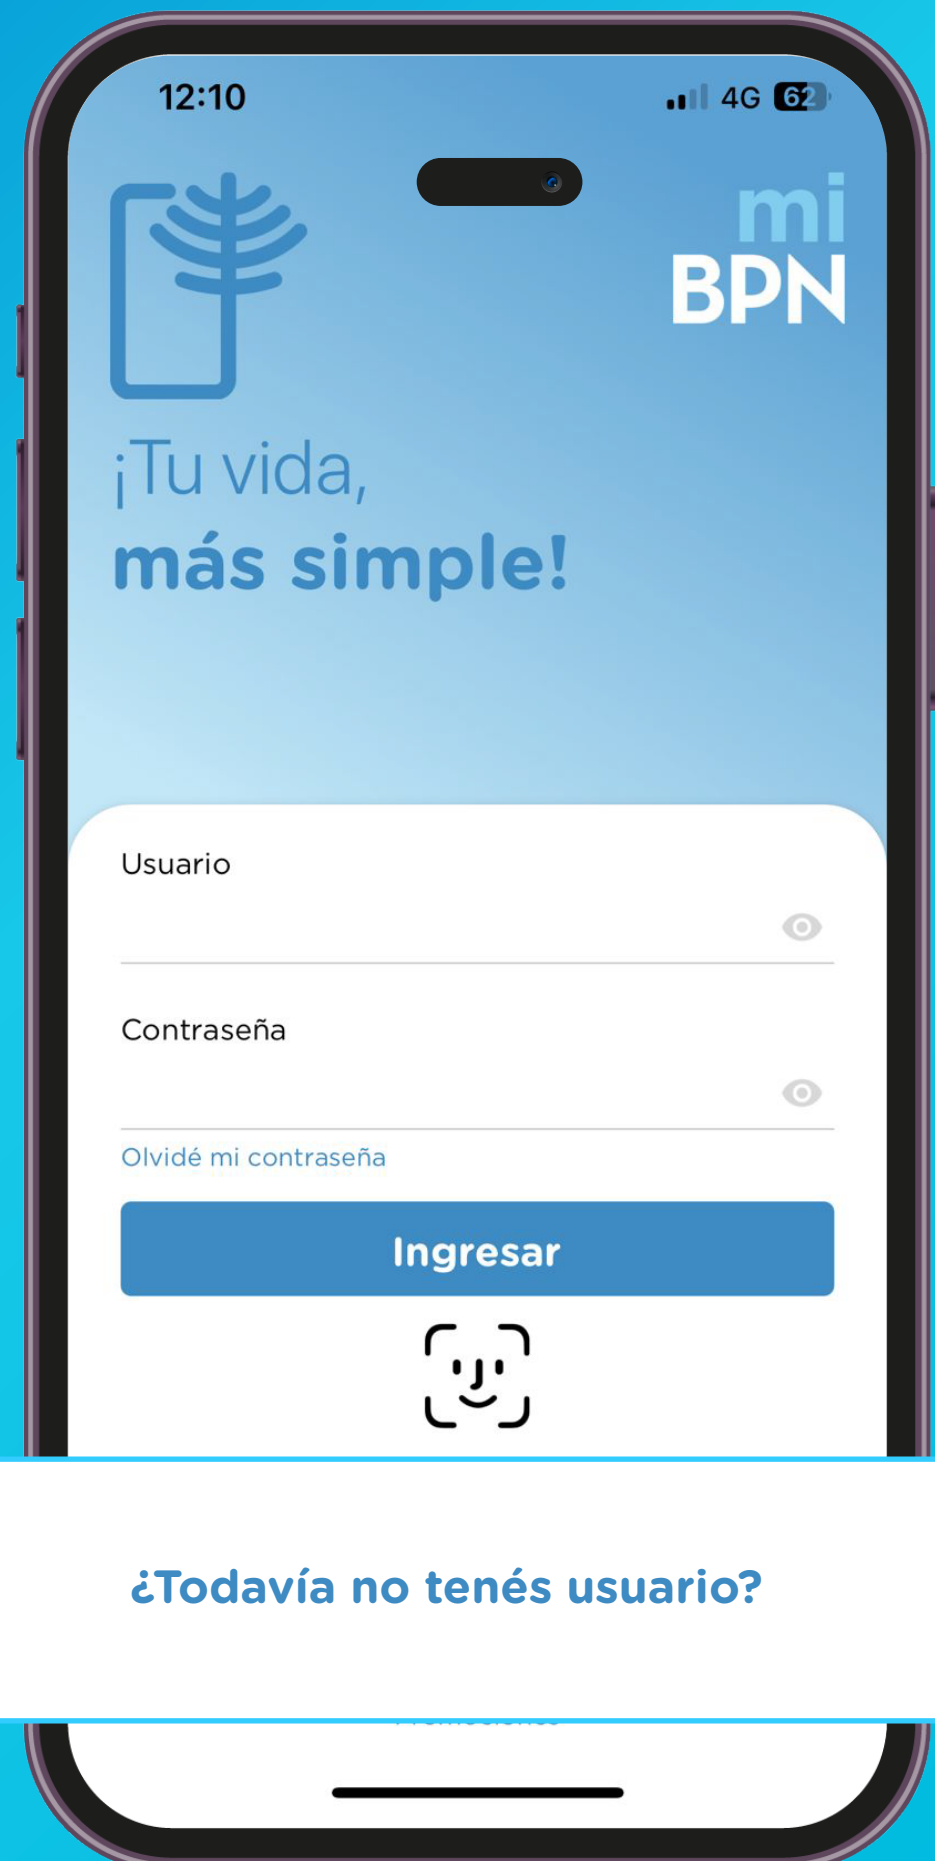 12:10
4G 62
mi
BPN
¡Tu vida,
más simple!
Usuario
Contraseña
Olvidé mi contraseña
Ingresar
¿Todavía no tenés usuario?